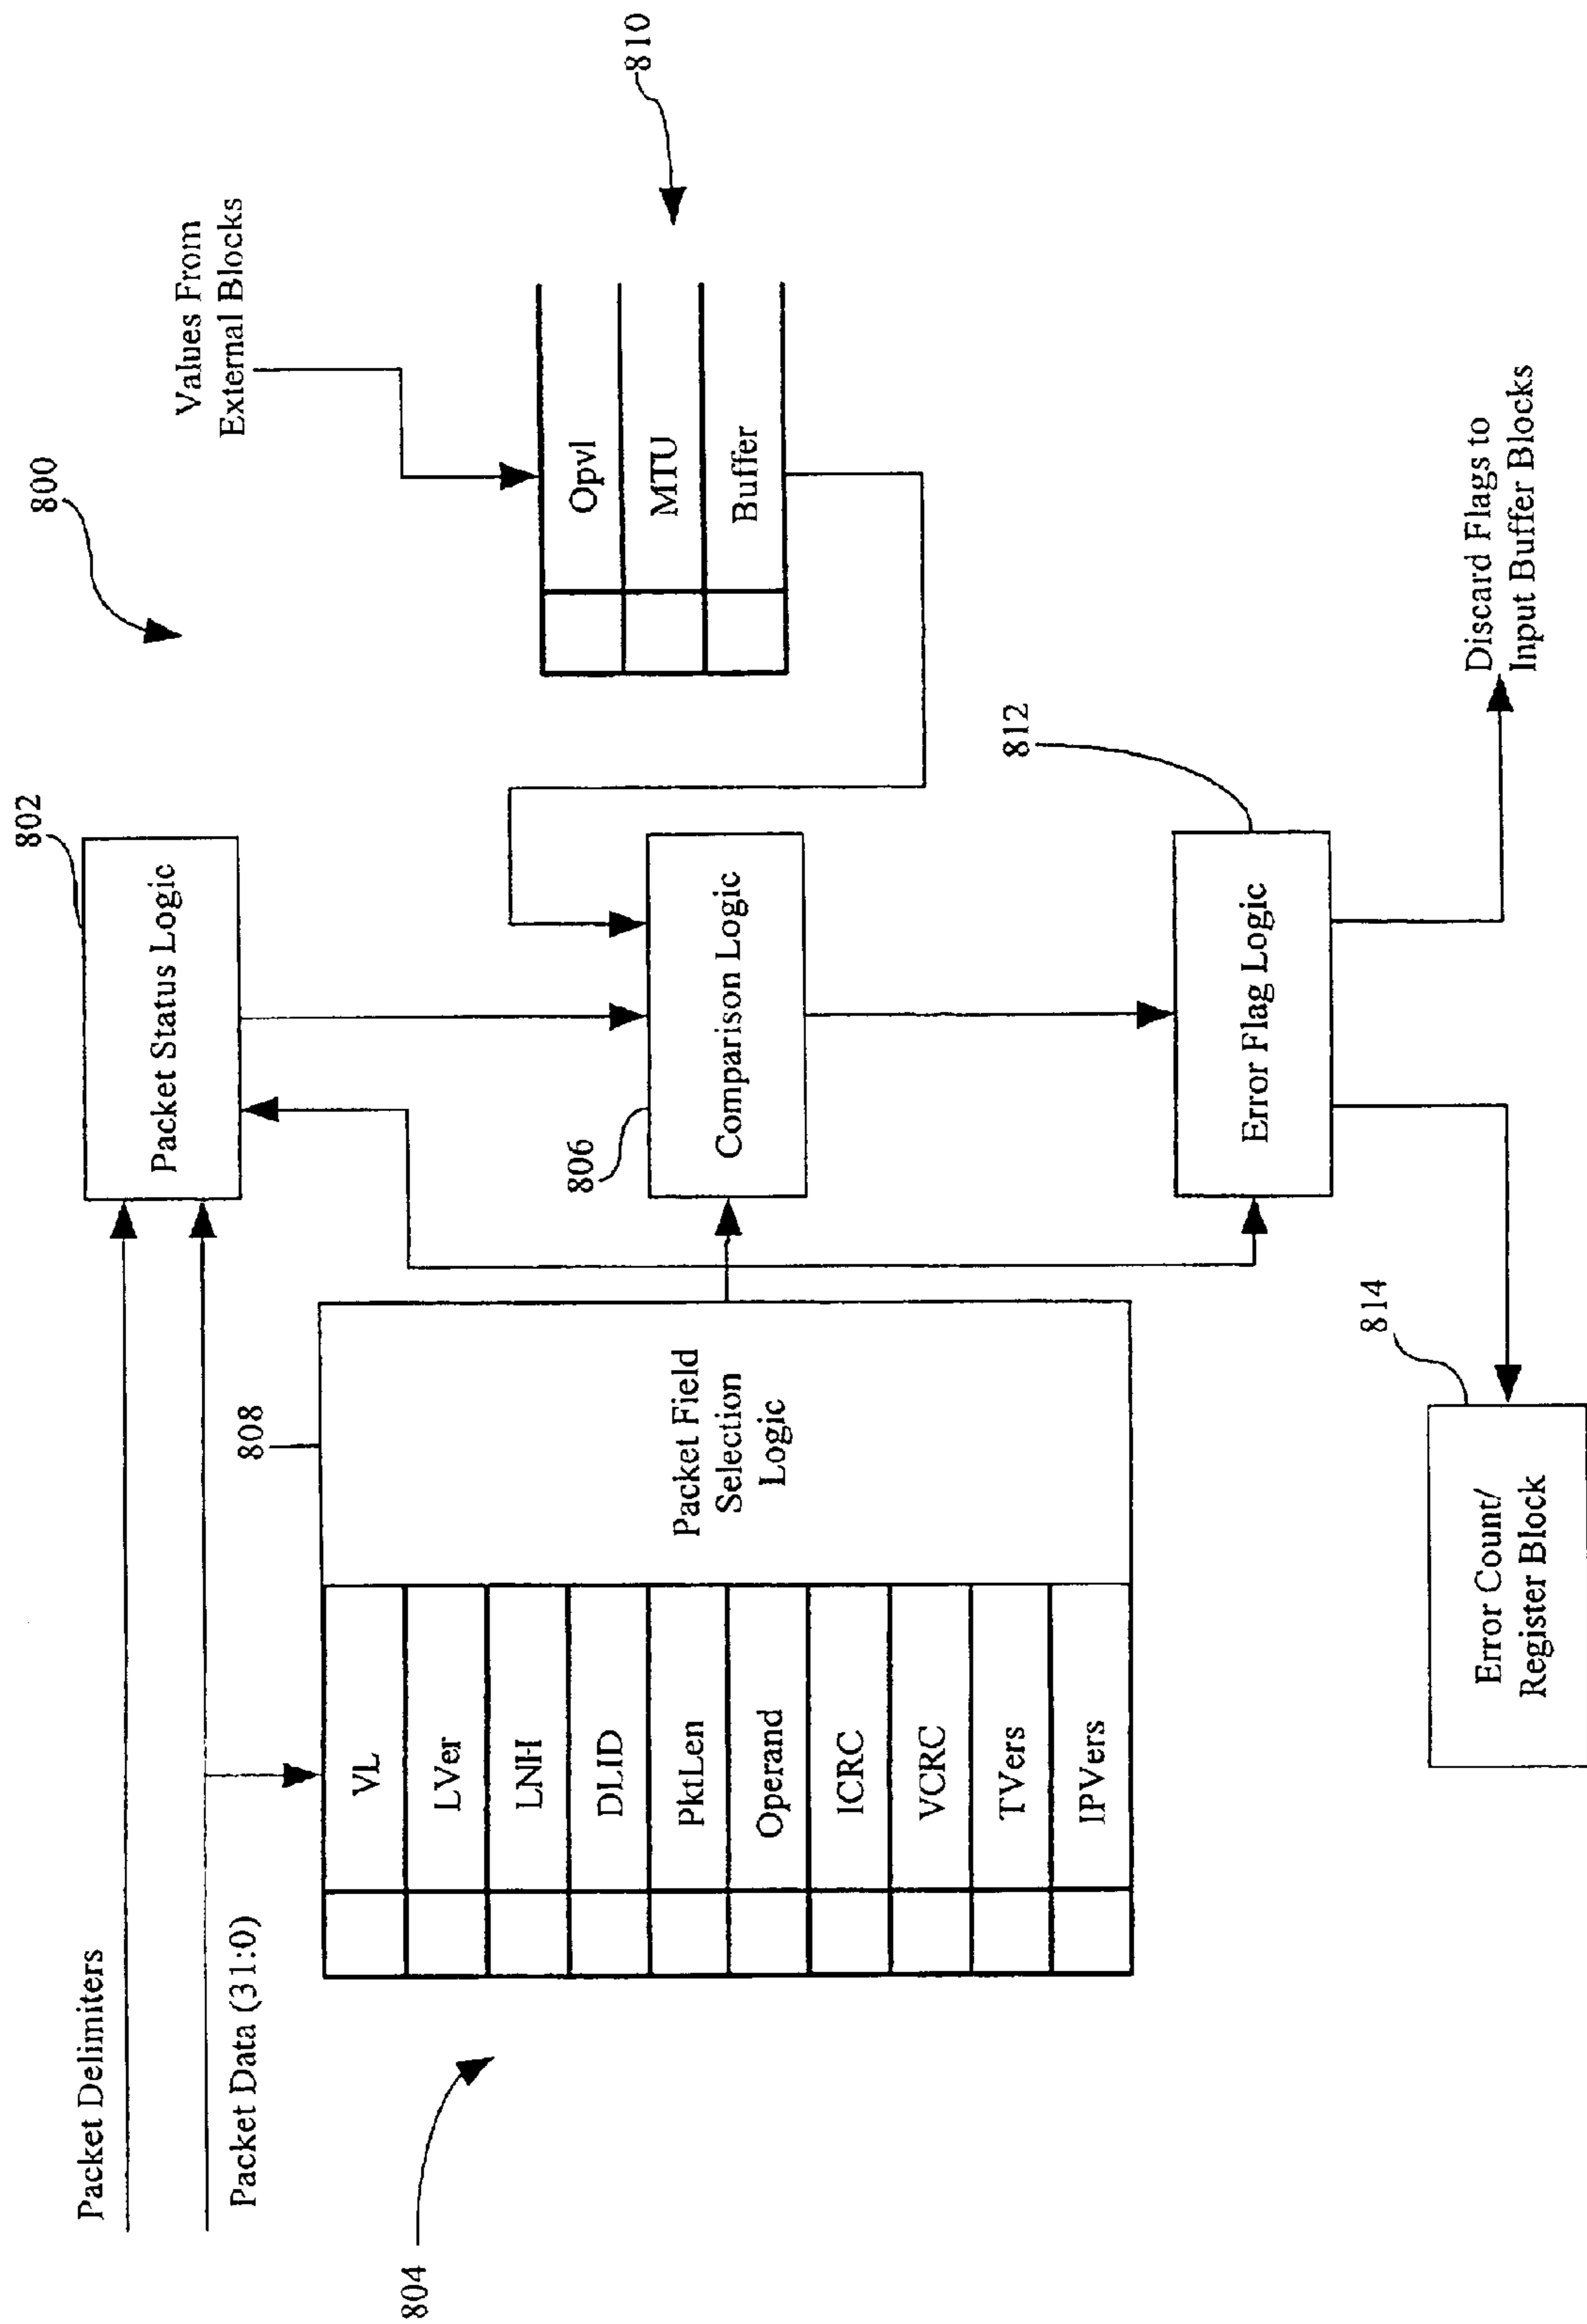 800
Packet Delimiters
Packet Data (31:0)
802
Packet Status Logic
Values From
External Blocks
810
Opvl
MTU
Buffer
804
808
VL
LVer
LNH
DLID
PktLen
Operand
ICRC
VCRC
TVers
IPVers
Packet Field
Selection
Logic
806
Comparison Logic
812
Error Flag Logic
814
Error Count/
Register Block
Discard Flags to
Input Buffer Blocks